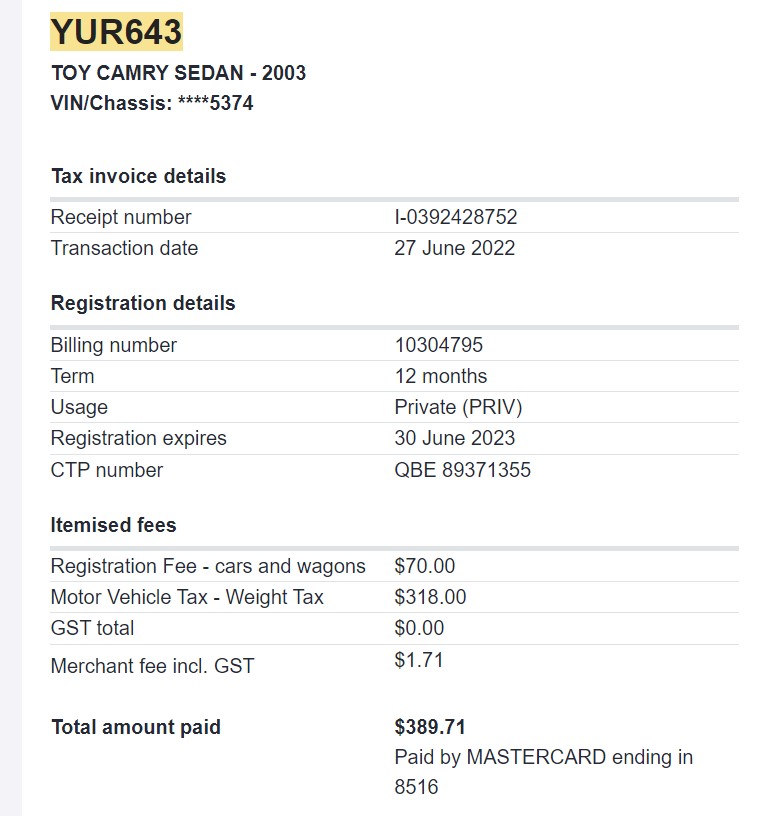 YUR643
TOY CAMRY SEDAN - 2003
VIN/Chassis: ****5374
Tax invoice details
Receipt number I-0392428752
Transaction date 27 June 2022
Registration details
Billing number 10304795
Term 12 months
Usage Private (PRIV)
Registration expires 30 June 2023
CTP number QBE 89371355
Itemised fees
Registration Fee - cars and wagons $70.00
Motor Vehicle Tax - Weight Tax $318.00
GST total $0.00
Merchant fee incl. GST $1.71
Total amount paid $389.71
Paid by MASTERCARD ending in
8516